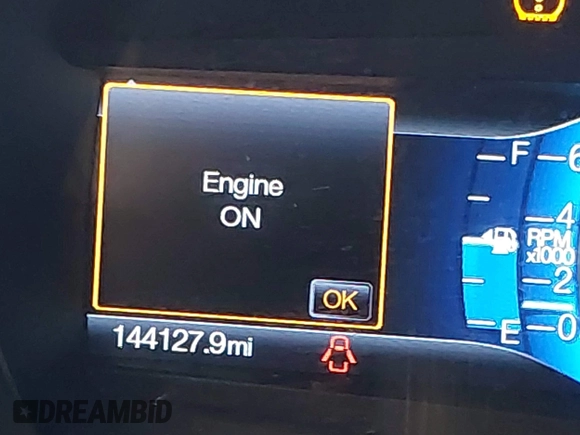 Engine
ON
OK
144127.9mi
F
E
6
4
RPM
x1000
2
0
DREAMBID